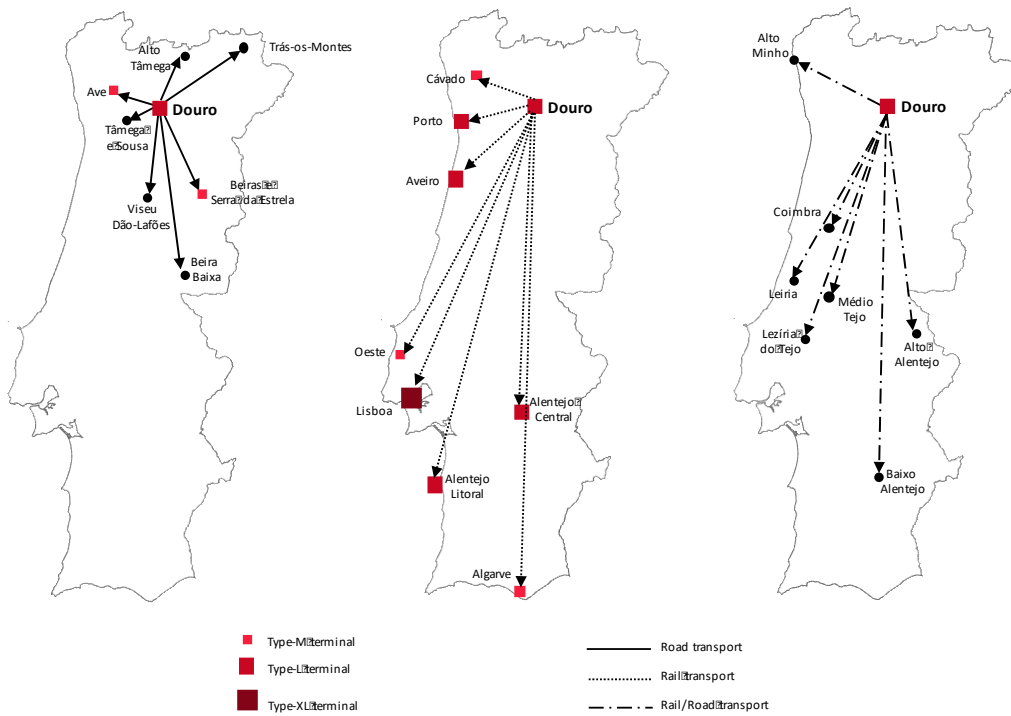 Alto
Tâmega
Trás-os-Montes
Ave
Douro
Tâmega⍰
e⍰Sousa
Viseu
Dão-Lafões
Beiras⍰e⍰
Serra⍰da⍰Estrela
Beira
Baixa
Cávado
Douro
Porto
Aveiro
Oeste
Lisboa
Alentejo⍰
Central
Alentejo
Litoral
Algarve
Alto
Minho
Douro
Coimbra
Leiria
Médio
Tejo
Lezíria⍰
do⍰Tejo
Alto⍰
Alentejo
Baixo
Alentejo
Type-M⍰terminal
Type-L⍰terminal
Type-XL⍰terminal
Road transport
Rail⍰transport
Rail/Road⍰transport